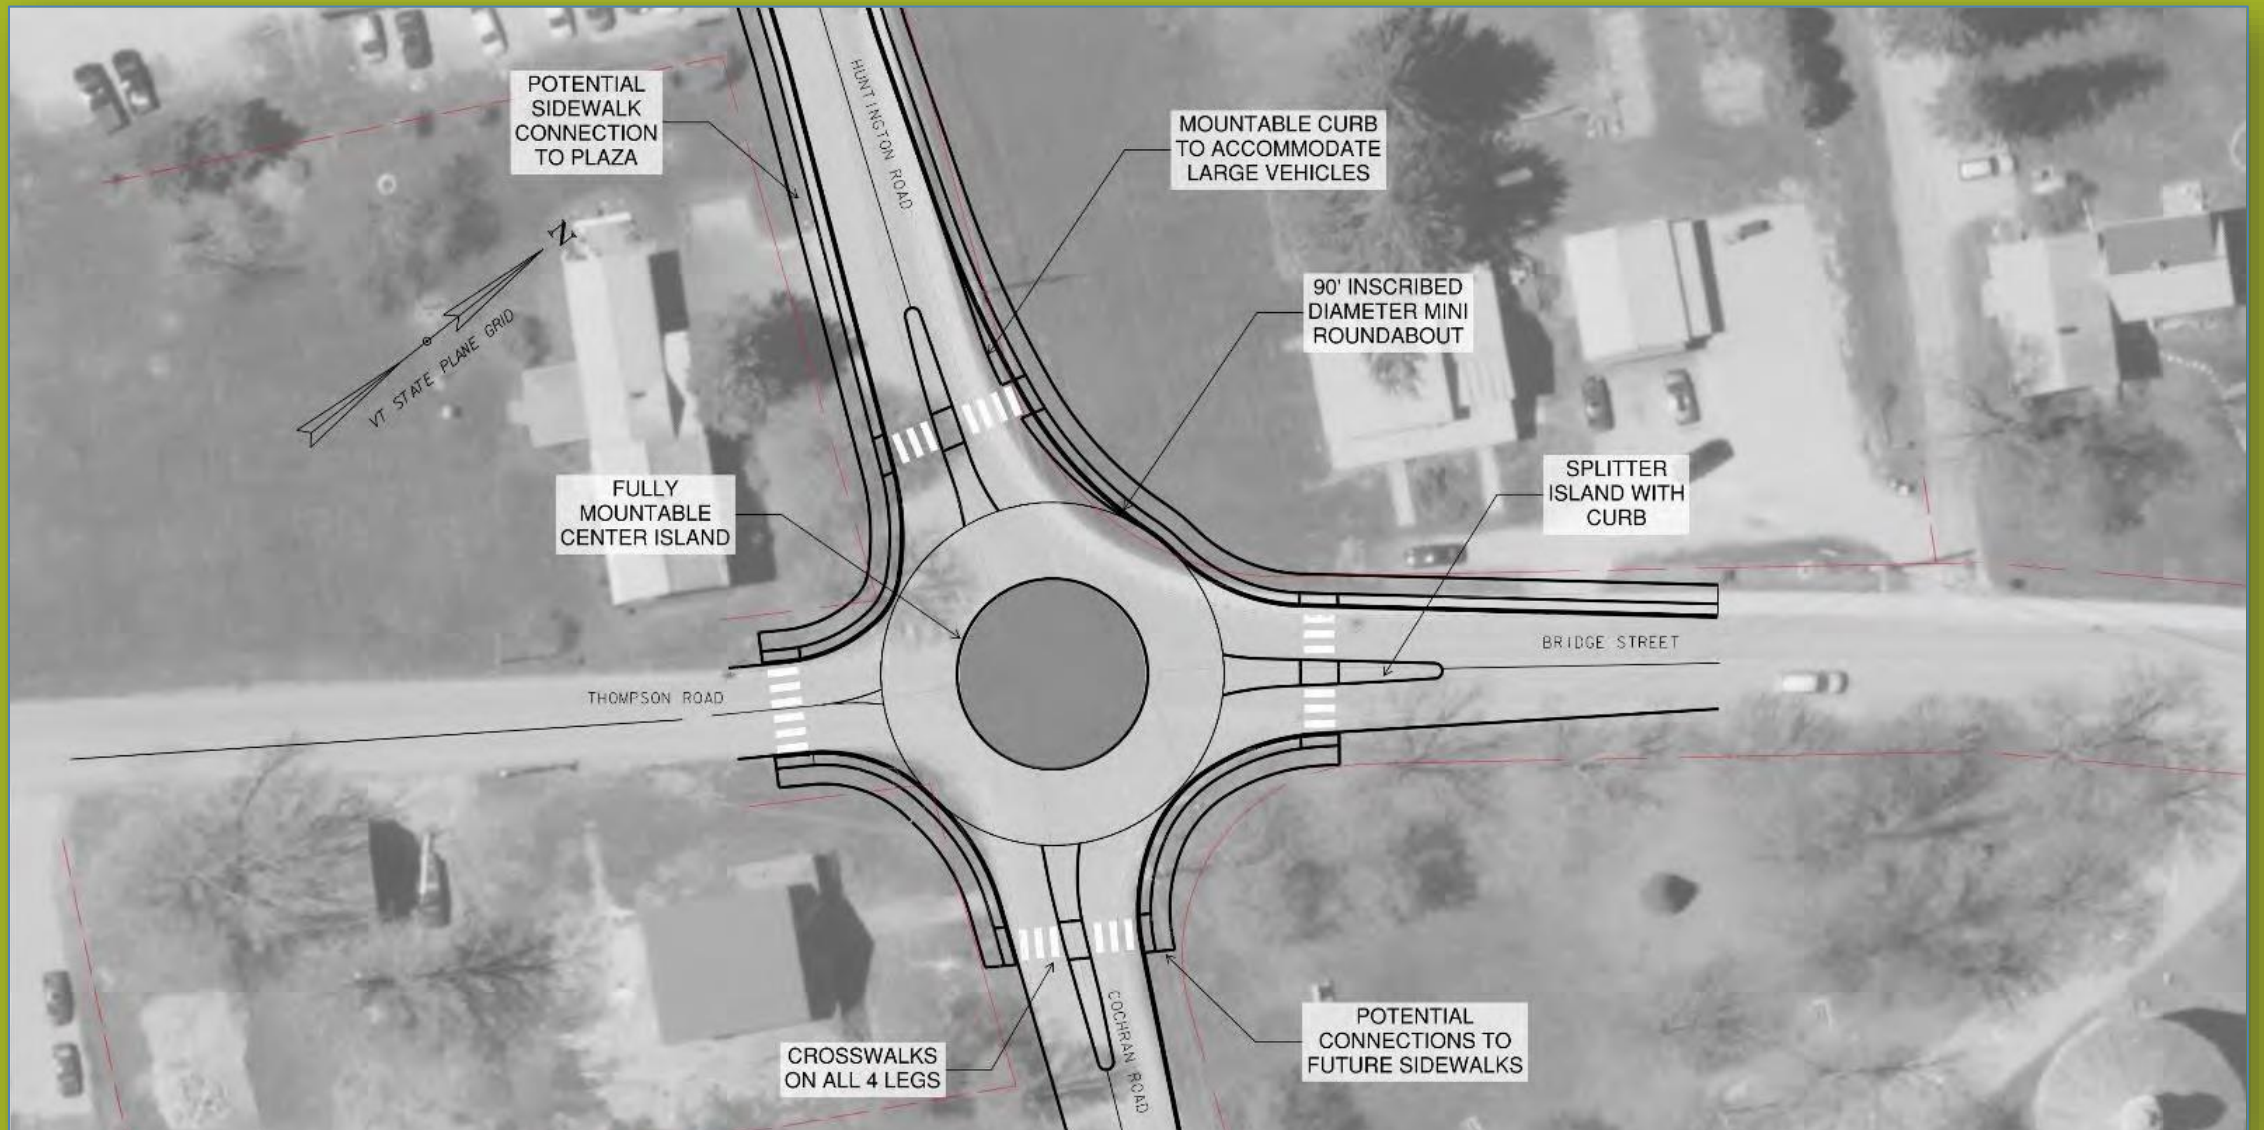 POTENTIAL
SIDEWALK
CONNECTION
TO PLAZA
HUNTINGTON ROAD
MOUNTABLE CURB
TO ACCOMMODATE
LARGE VEHICLES
N
VT STATE PLANE GRID
90' INSCRIBED
DIAMETER MINI
ROUNDABOUT
FULLY
MOUNTABLE
CENTER ISLAND
SPLITTER
ISLAND WITH
CURB
BRIDGE STREET
THOMPSON ROAD
CROSSWALKS
ON ALL 4 LEGS
COCHRAN ROAD
POTENTIAL
CONNECTIONS TO
FUTURE SIDEWALKS